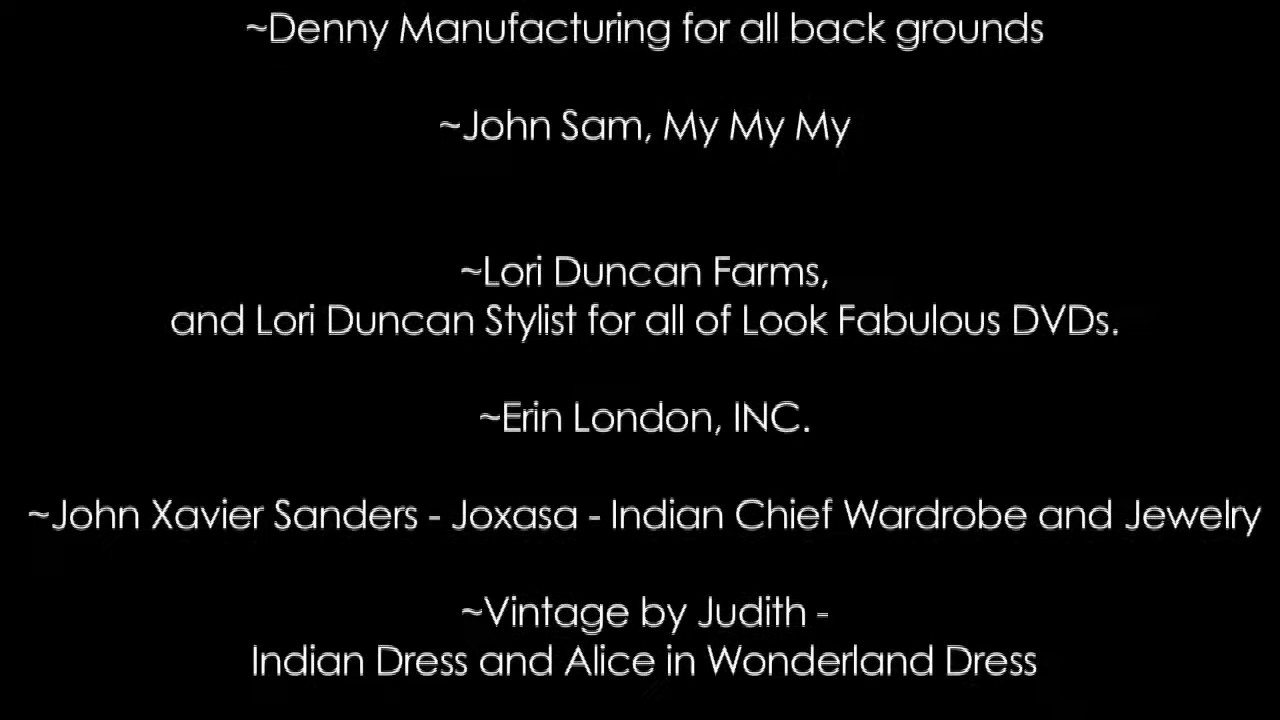 ~Denny Manufacturing for all back grounds
~John Sam, My My My
~Lori Duncan Farms,
and Lori Duncan Stylist for all of Look Fabulous DVDs.
~Erin London, INC.
~John Xavier Sanders - Joxasa - Indian Chief Wardrobe and Jewelry
~Vintage by Judith -
Indian Dress and Alice in Wonderland Dress